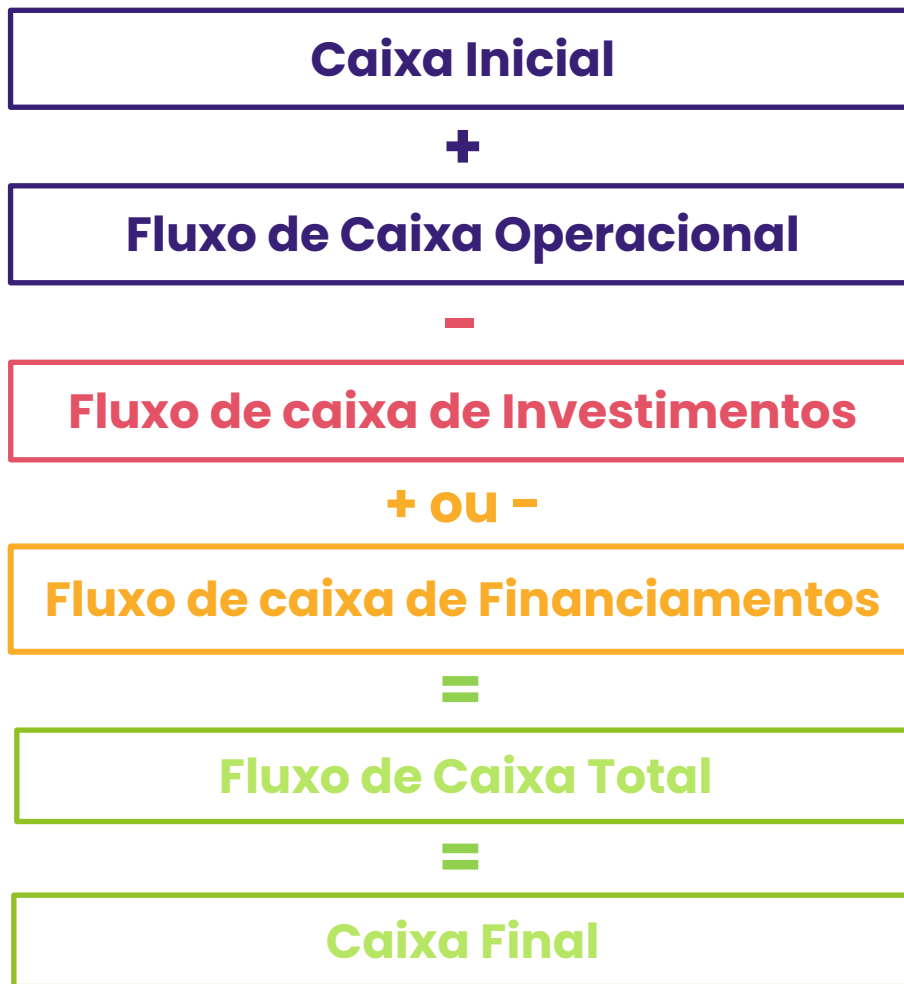 Caixa Inicial
+
Fluxo de Caixa Operacional
-
Fluxo de caixa de Investimentos
+ ou -
Fluxo de caixa de Financiamentos
=
Fluxo de Caixa Total
=
Caixa Final